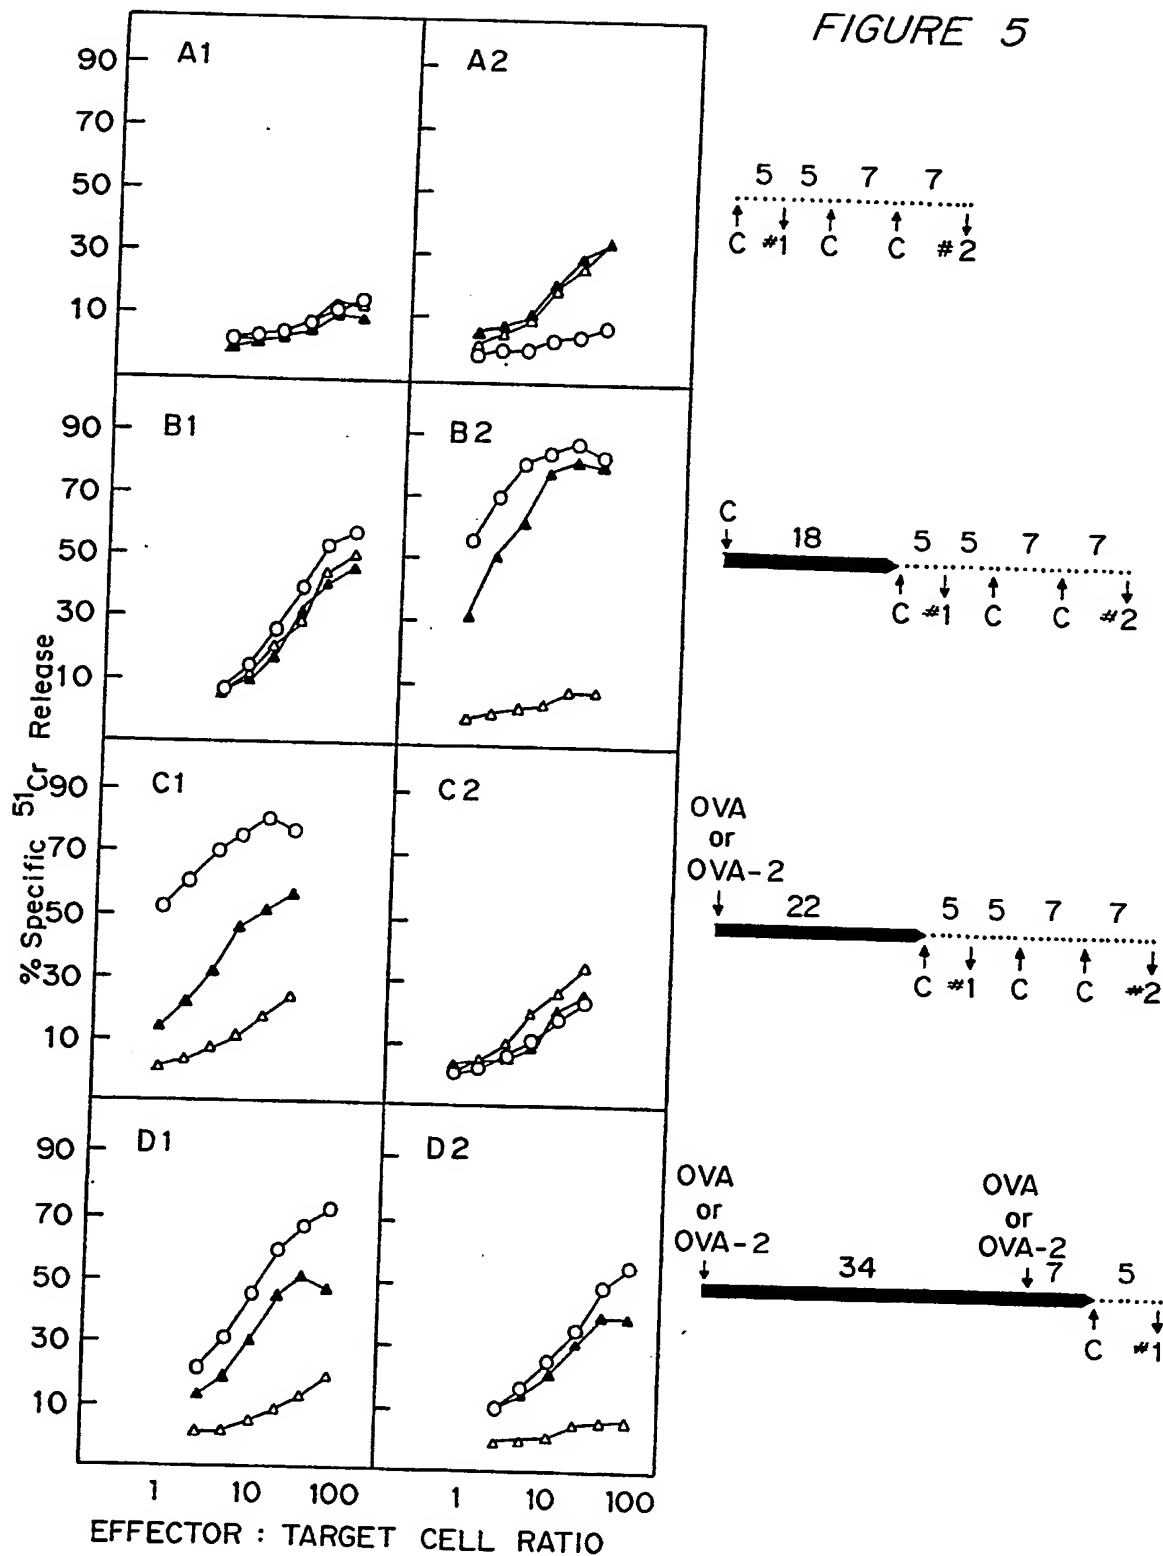 FIGURE 5
A1
A2
90
70
50
30
10
5 5 7 7
C #1 C C #2
B1
B2
90
70
50
30
10
C
18 5 5 7 7
C #1 C C #2
% Specific 51Cr Release
C1
C2
90
70
50
30
10
OVA
or
OVA-2
22 5 5 7 7
C #1 C C #2
D1
D2
90
70
50
30
10
OVA
or
OVA-2
OVA
or
OVA-2
34 7 5
C #1
1 10 100 1 10 100
EFFECTOR : TARGET CELL RATIO